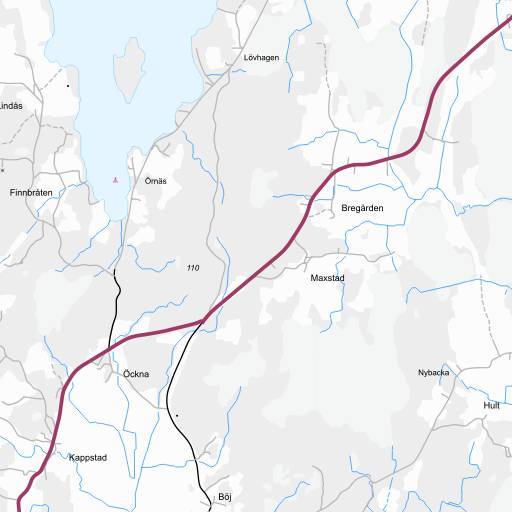 Lövhagen
Lindås
Örnäs
Finnbråten
Bregården
110
Maxstad
Öckna
Nybacka
Hult
Kappstad
Böj